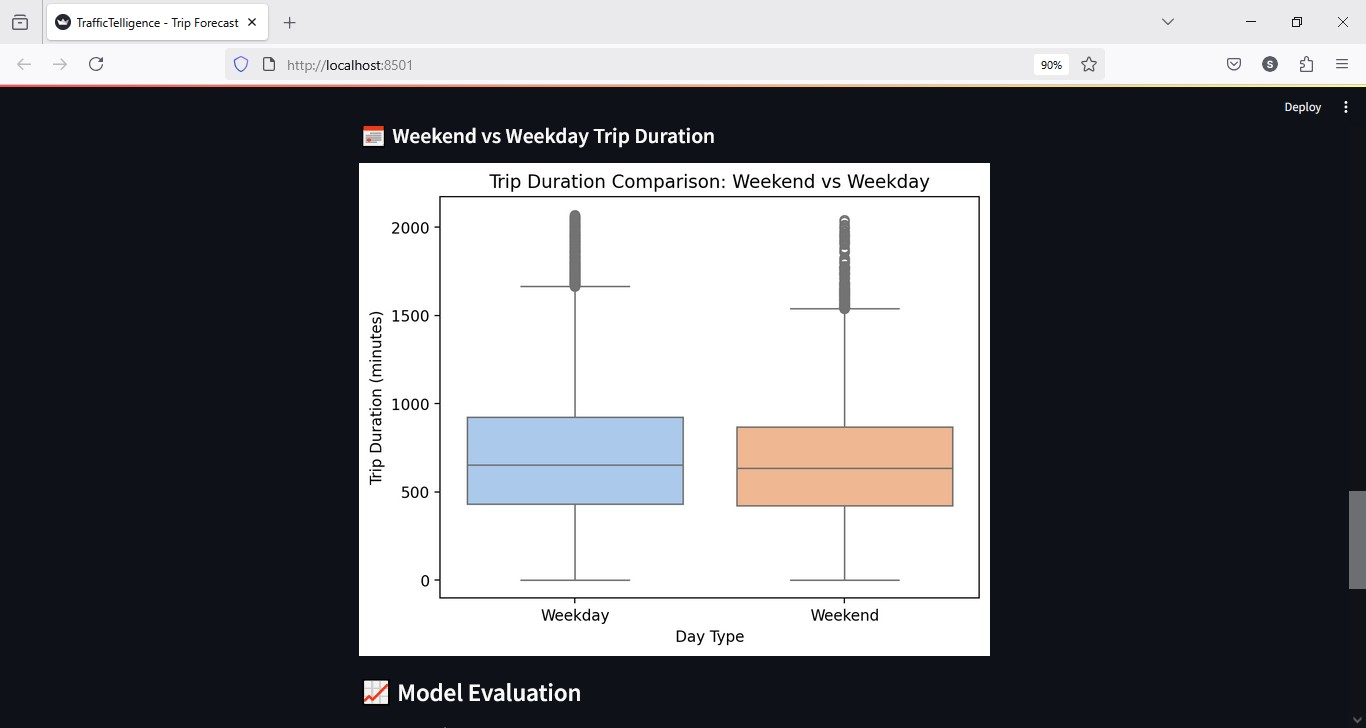 TrafficTelligence - Trip Forecast
http://localhost:8501
90%
S
Deploy
Weekend vs Weekday Trip Duration
Trip Duration Comparison: Weekend vs Weekday
2000
1500
1000
500
0
Trip Duration (minutes)
Weekday
Weekend
Day Type
Model Evaluation